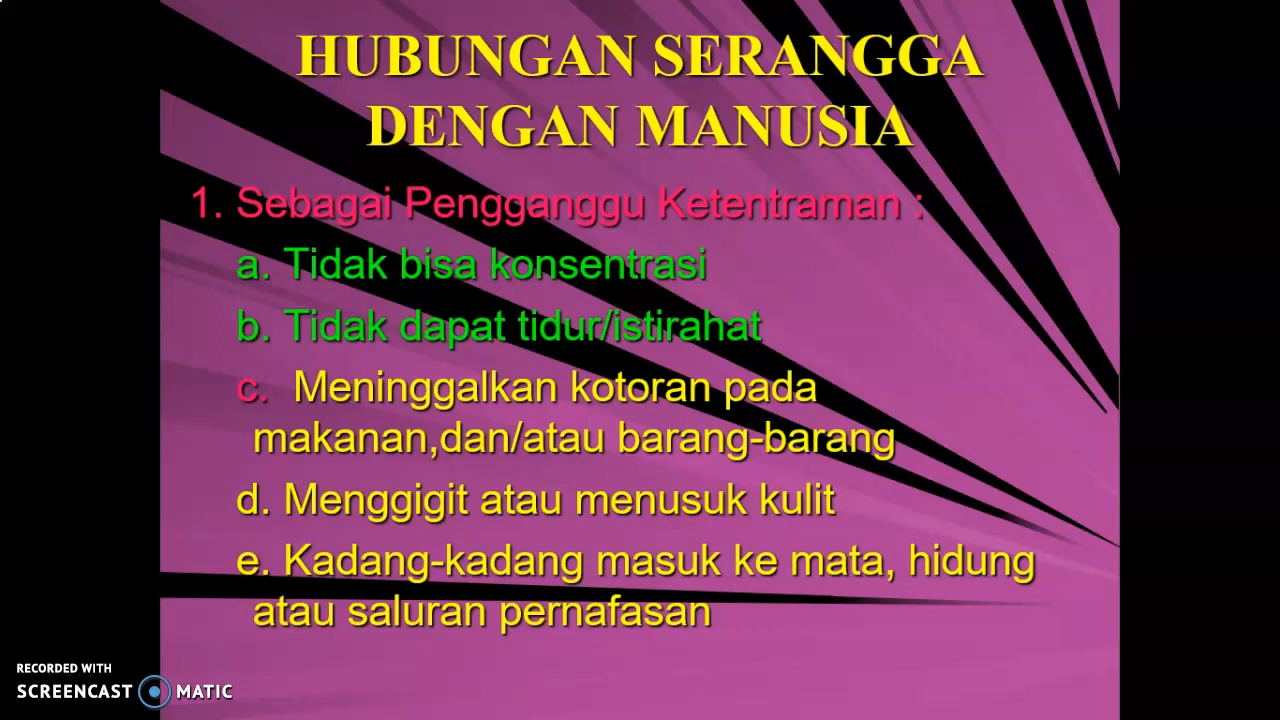 HUBUNGAN SERANGGA
DENGAN MANUSIA
1. Sebagai Pengganggu Ketentraman :
a. Tidak bisa konsentrasi
b. Tidak dapat tidur/istirahat
c. Meninggalkan kotoran pada
makanan,dan/atau barang-barang
d. Menggigit atau menusuk kulit
e. Kadang-kadang masuk ke mata, hidung
atau saluran pernafasan
RECORDED WITH
SCREENCAST MATIC